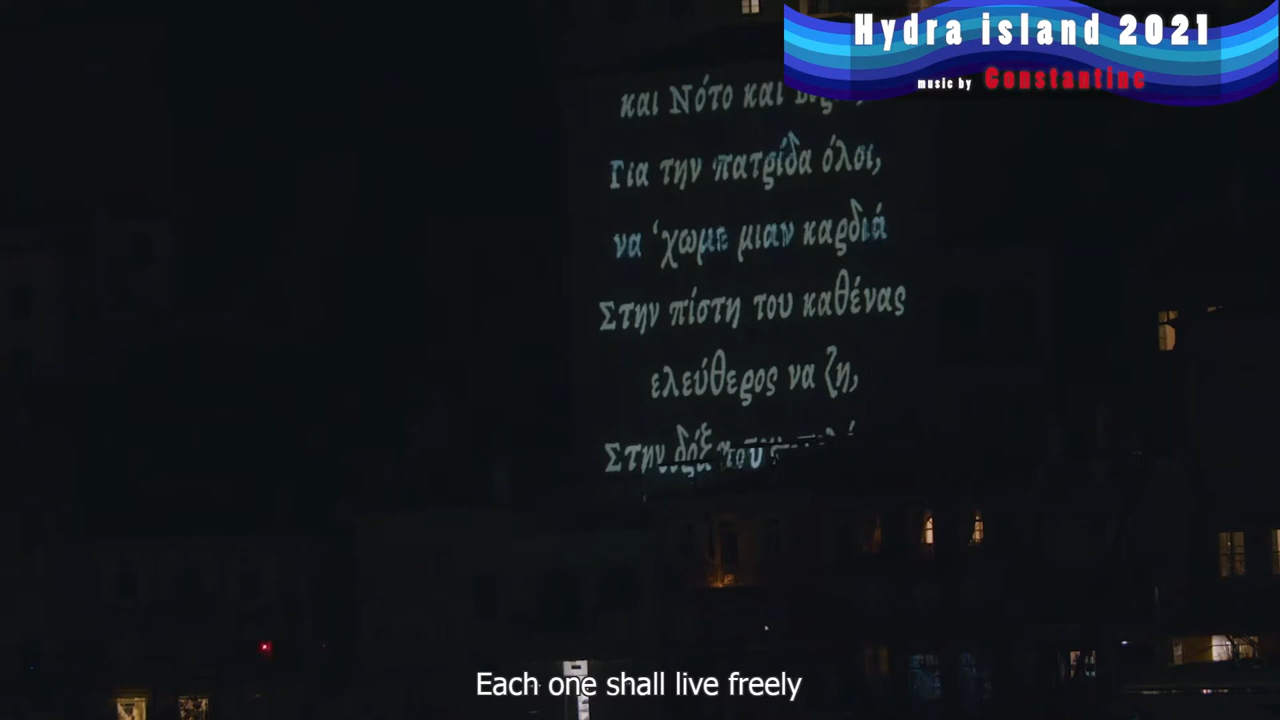 Hydra island 2021
music by Constantine
και Νότο και
Για την πατρίδα όλοι,
να ‘χωμε μιαν καρδιά
Στην πίστη του καθένας
ελεύθερος να ζη,
Στην
Each one shall live freely